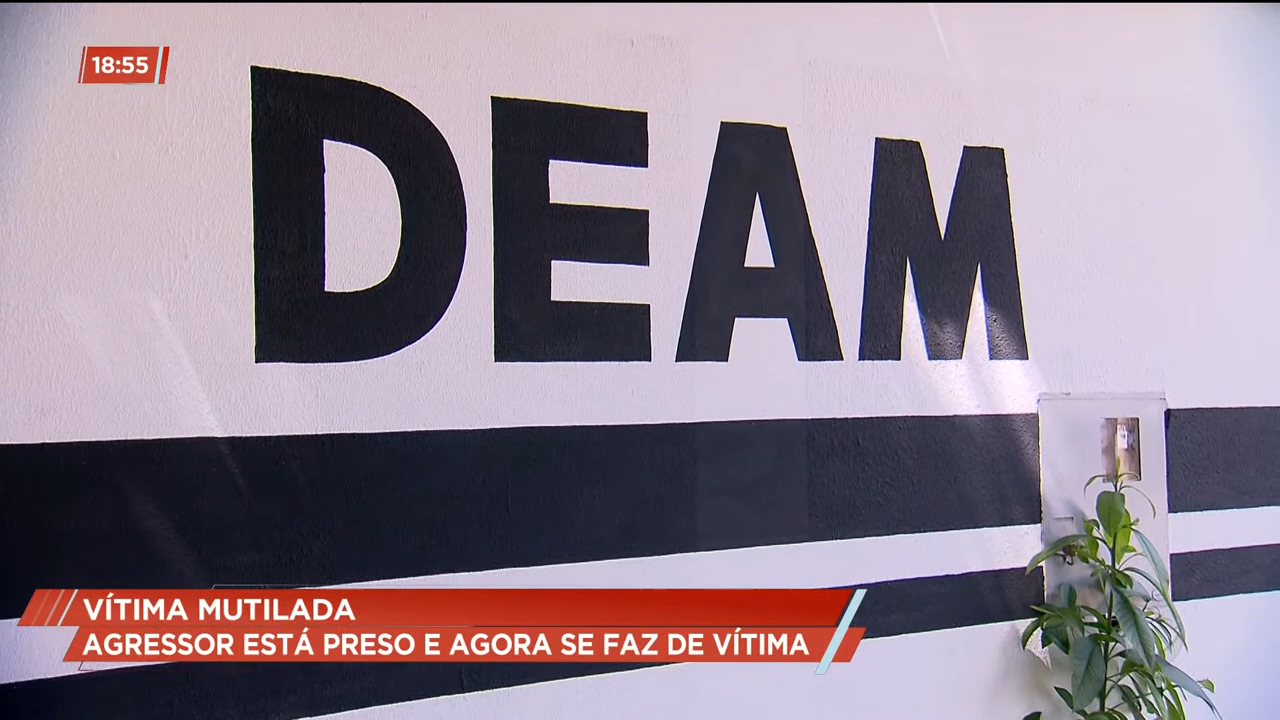 18:55
DEAM
VÍTIMA MUTILADA
AGRESSOR ESTÁ PRESO E AGORA SE FAZ DE VÍTIMA